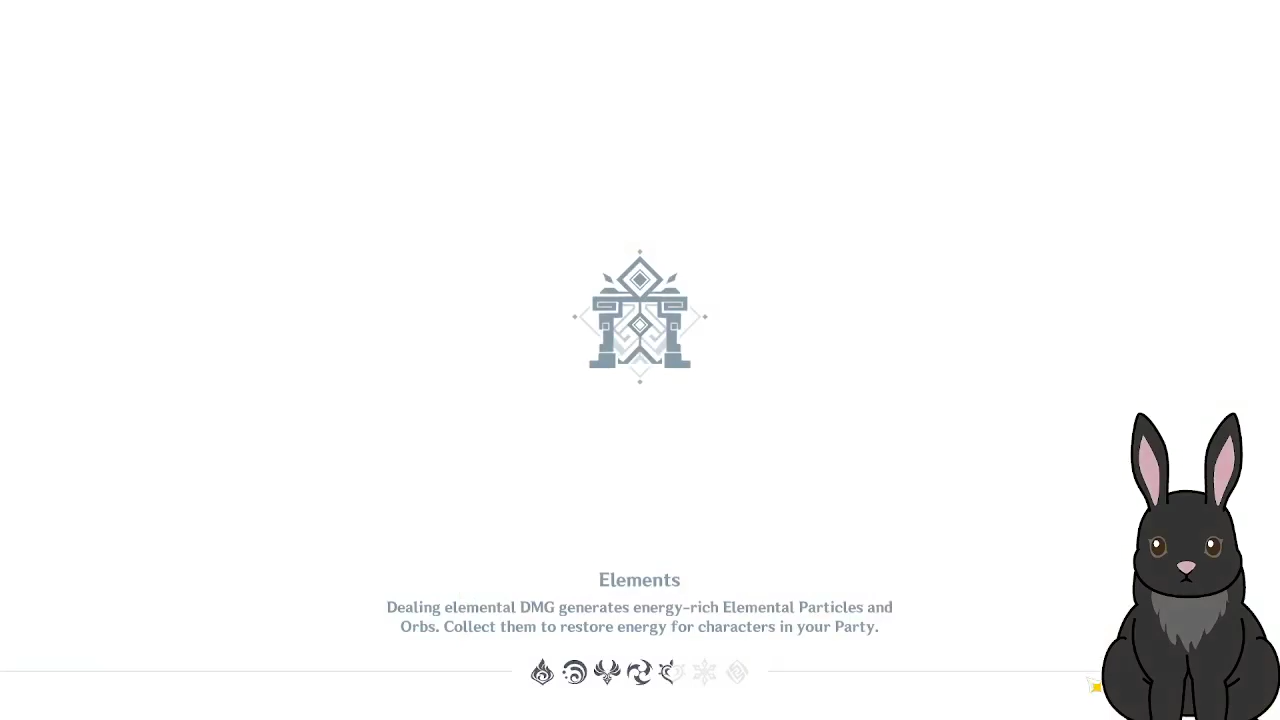 Elements
Dealing elemental DMG generates energy-rich Elemental Particles and
Orbs. Collect them to restore energy for characters in your Party.